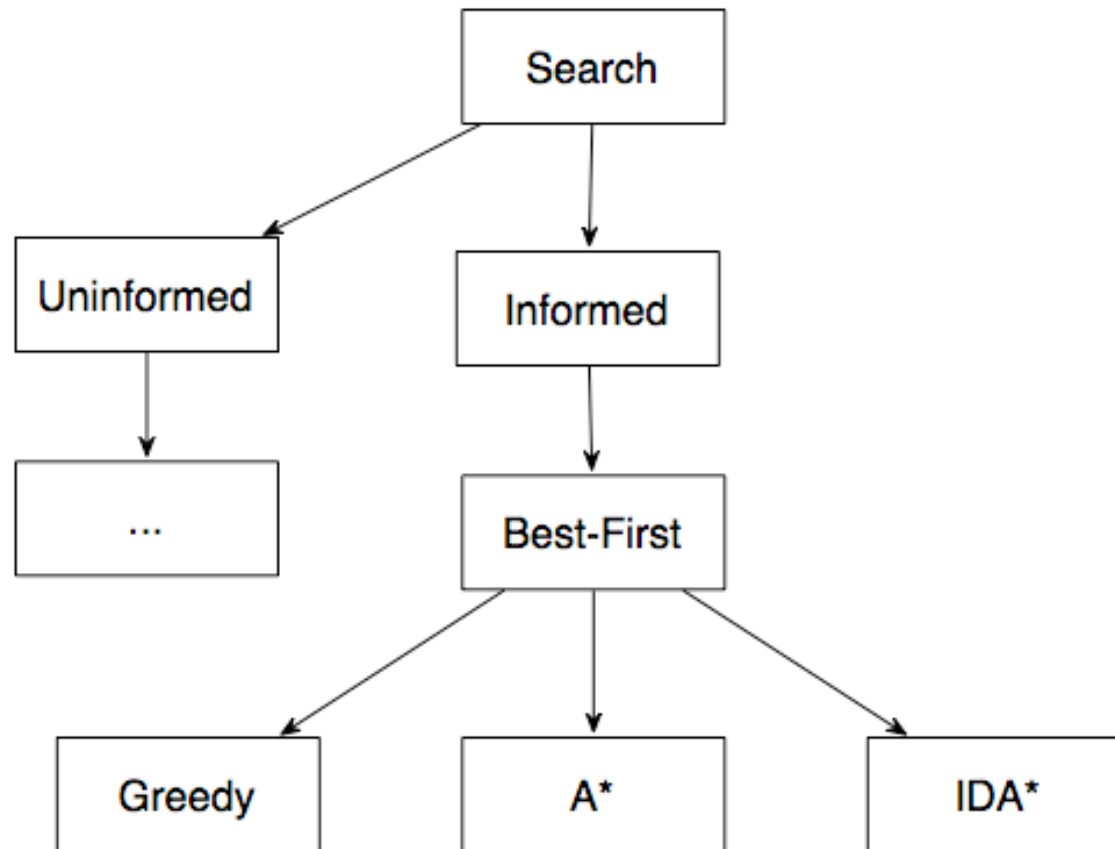 Search
Uninformed
Informed
...
Best-First
Greedy
A*
IDA*